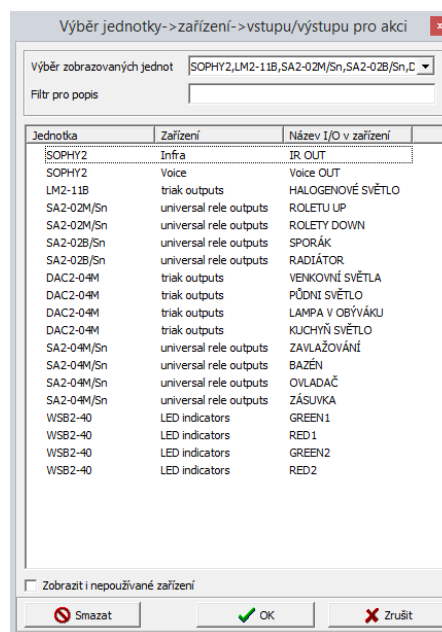 Výběr jednotky->zařízení->vstupu/výstupu pro akci
Výběr zobrazovaných jednot SOPHY2,LM2-11B,SA2-02M/Sn,SA2-02B/Sn,D
Filtr pro popis
Jednotka Zařízení Název I/O v zařízení
SOPHY2 Infra IR OUT
SOPHY2 Voice Voice OUT
LM2-11B triak outputs HALOGENOVÉ SVĚTLO
SA2-02M/Sn universal rele outputs ROLETU UP
SA2-02M/Sn universal rele outputs ROLETY DOWN
SA2-02B/Sn universal rele outputs SPORÁK
SA2-02B/Sn universal rele outputs RADIÁTOR
DAC2-04M triak outputs VENKOVNÍ SVĚTLA
DAC2-04M triak outputs PŮDNI SVĚTLO
DAC2-04M triak outputs LAMPA V OBÝVÁKU
DAC2-04M triak outputs KUCHYŇ SVĚTLO
SA2-04M/Sn universal rele outputs ZAVLAŽOVÁNÍ
SA2-04M/Sn universal rele outputs BAZÉN
SA2-04M/Sn universal rele outputs OVLADAČ
SA2-04M/Sn universal rele outputs ZÁSUVKA
WSB2-40 LED indicators GREEN1
WSB2-40 LED indicators RED1
WSB2-40 LED indicators GREEN2
WSB2-40 LED indicators RED2
Zobrazit i nepoužívané zařízení
Smazat OK Zrušit